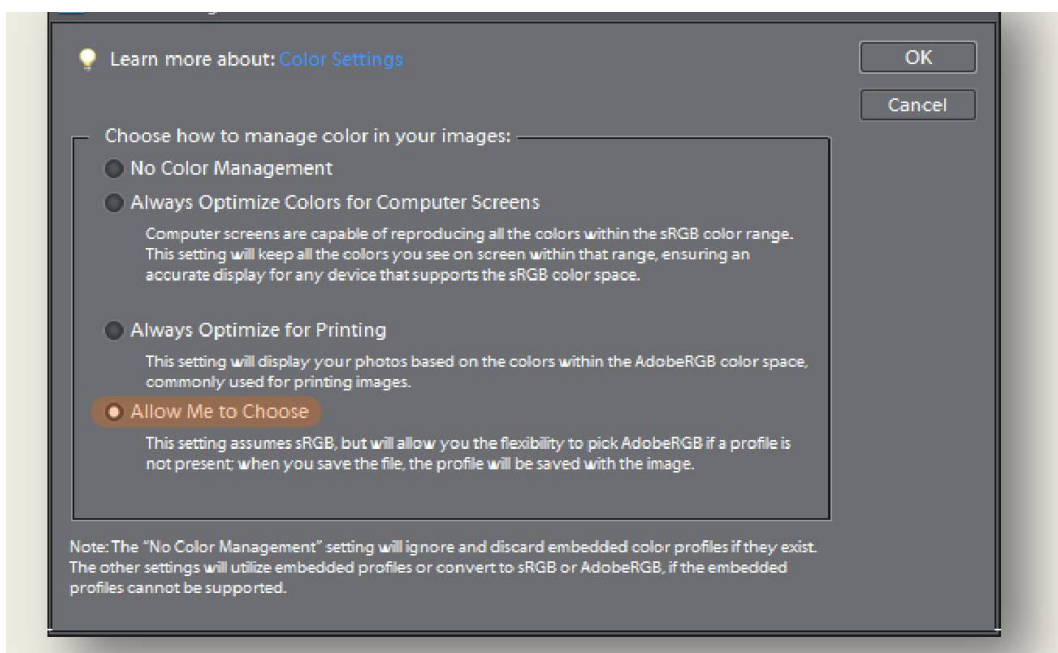 Learn more about: Color Settings
OK
Cancel
Choose how to manage color in your images:
No Color Management
Always Optimize Colors for Computer Screens
Computer screens are capable of reproducing all the colors within the sRGB color range.
This setting will keep all the colors you see on screen within that range, ensuring an
accurate display for any device that supports the sRGB color space.
Always Optimize for Printing
This setting will display your photos based on the colors within the AdobeRGB color space,
commonly used for printing images.
Allow Me to Choose
This setting assumes sRGB, but will allow you the flexibility to pick AdobeRGB if a profile is
not present; when you save the file, the profile will be saved with the image.
Note: The “No Color Management” setting will ignore and discard embedded color profiles if they exist.
The other settings will utilize embedded profiles or convert to sRGB or AdobeRGB, if the embedded
profiles cannot be supported.